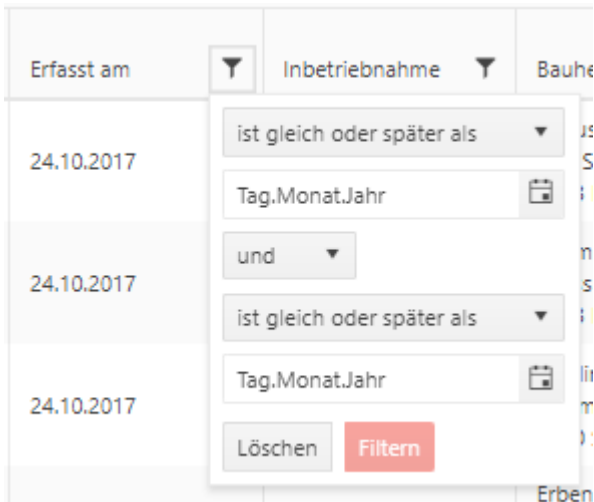 Erfasst am
Inbetriebnahme
ist gleich oder später als
24.10.2017
Tag.Monat.Jahr
und
24.10.2017
ist gleich oder später als
Tag.Monat.Jahr
24.10.2017
Löschen
Filtern
Erben